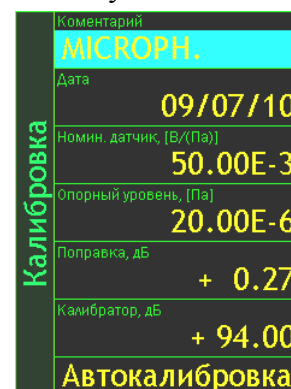 Коментарий
MICROPH.
Дата
09/07/10
Номин. датчик, [В/(Па)]
50.00E-3
Опорный уровень, [Па]
20.00E-6
Поправка, дБ
+ 0.27
Калибратор, дБ
+ 94.00
Автокалибровка
Калибровка